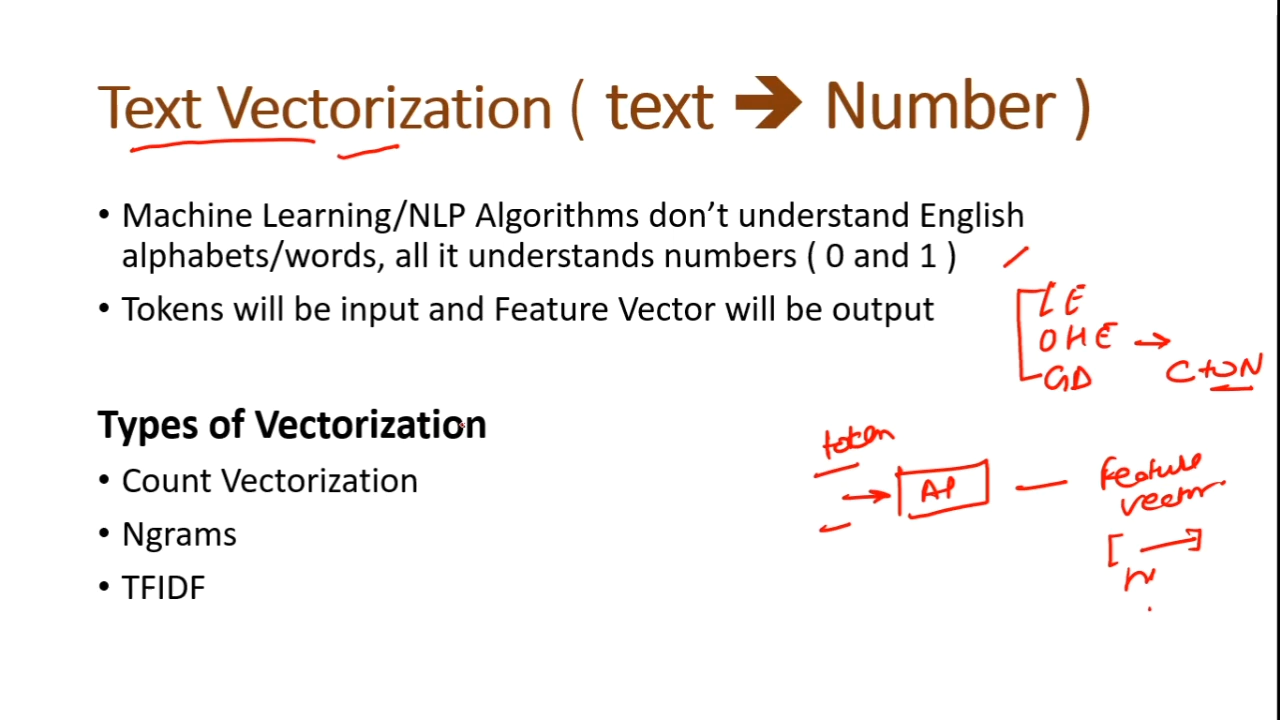 Text Vectorization ( text ➔ Number )
• Machine Learning/NLP Algorithms don’t understand English
alphabets/words, all it understands numbers ( 0 and 1 )
• Tokens will be input and Feature Vector will be output
LE
OHE →
GD
C to N
Types of Vectorization
• Count Vectorization
• Ngrams
• TFIDF
token
Feature
vector